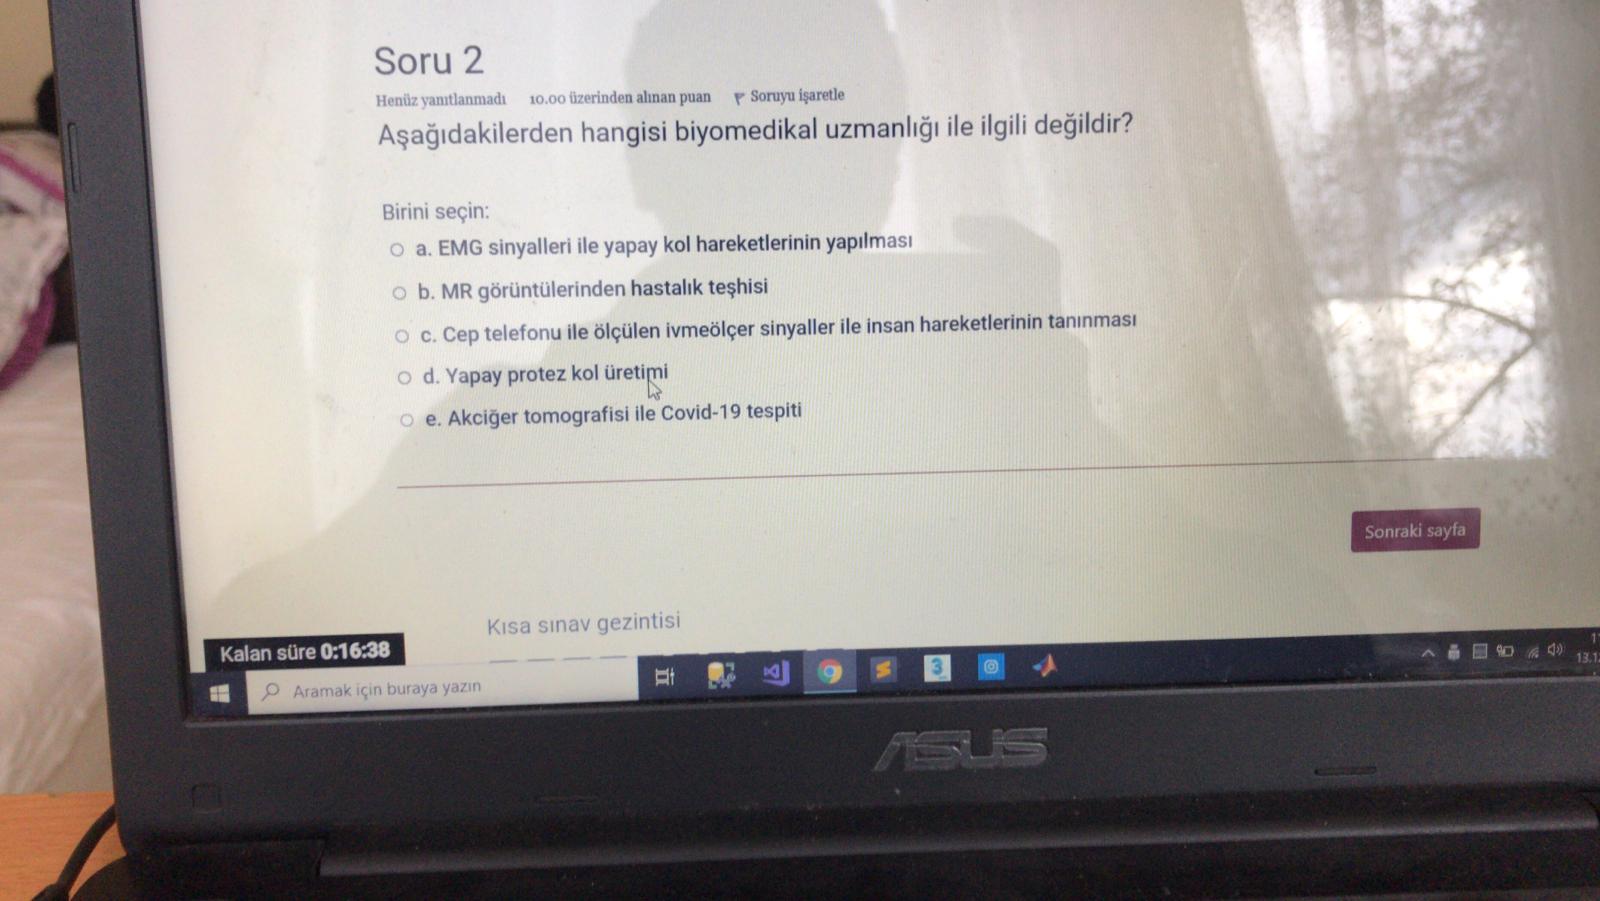 Soru 2
Henüz yanıtlanmadı 10.00 üzerinden alınan puan Soruyu işaretle
Aşağıdakilerden hangisi biyomedikal uzmanlığı ile ilgili değildir?
Birini seçin:
a. EMG sinyalleri ile yapay kol hareketlerinin yapılması
b. MR görüntülerinden hastalık teşhisi
c. Cep telefonu ile ölçülen ivmeölçer sinyaller ile insan hareketlerinin tanınması
d. Yapay protez kol üretimi
e. Akciğer tomografisi ile Covid-19 tespiti
Sonraki sayfa
Kısa sınav gezintisi
Kalan süre 0:16:38
Aramak için buraya yazın
ASUS